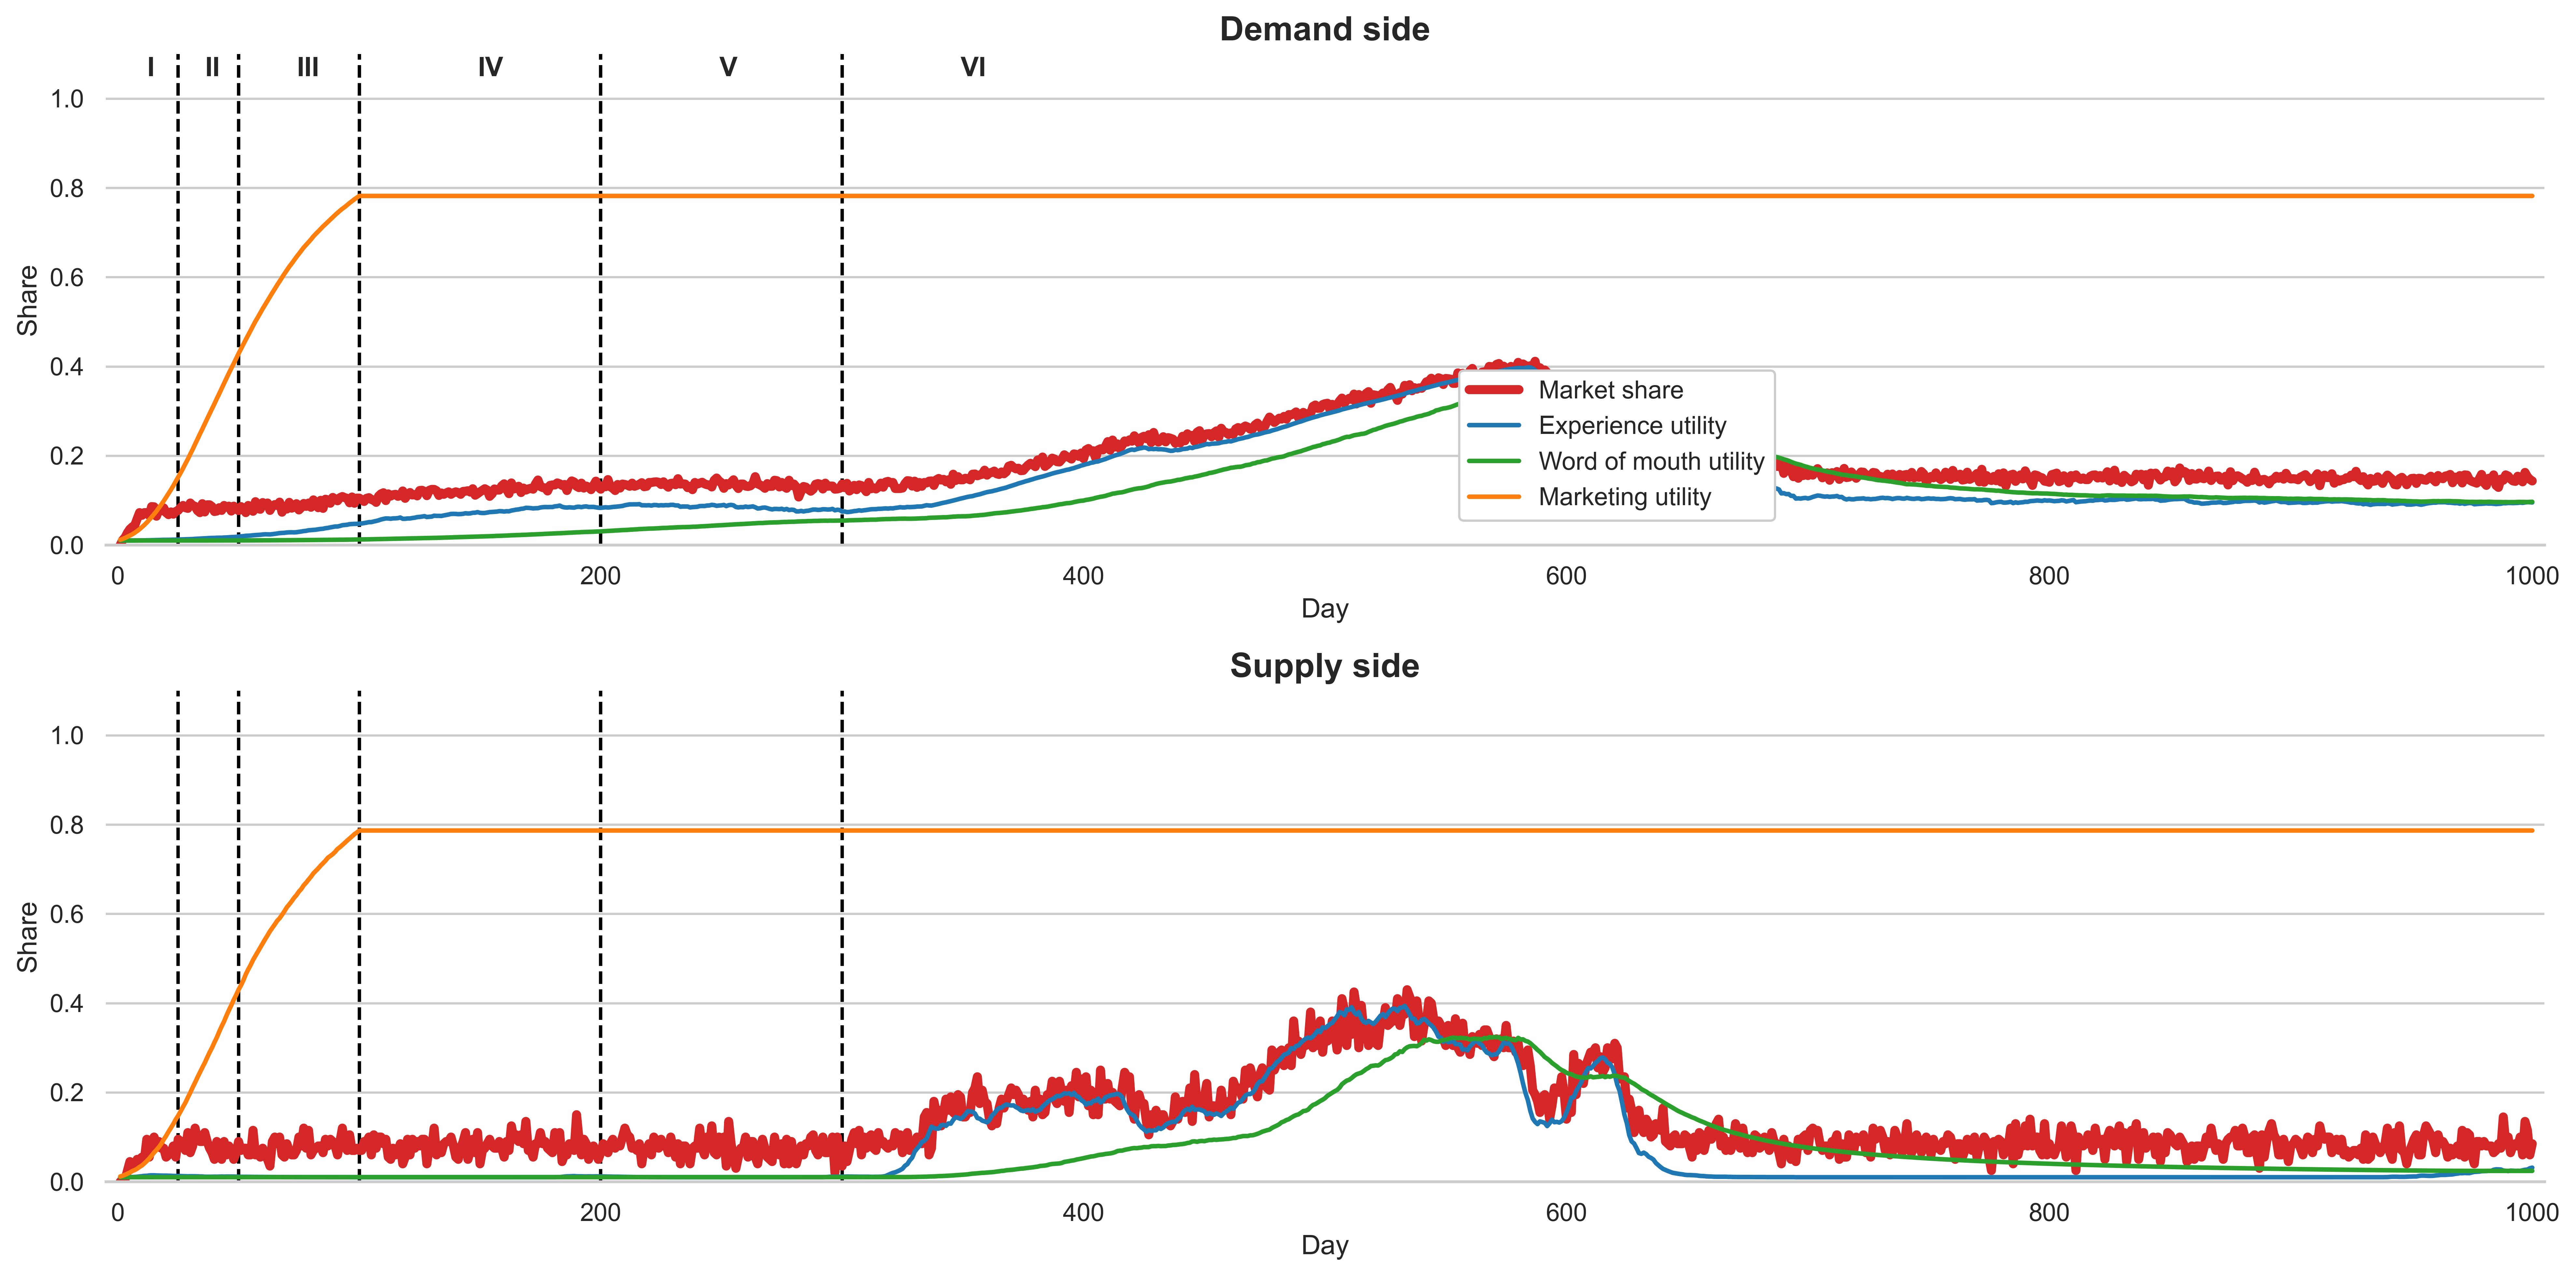 Demand side
I II III IV V VI
1.0
0.8
0.6
0.4
0.2
0.0
Share
Market share
Experience utility
Word of mouth utility
Marketing utility
0 200 400 600 800 1000
Day
Supply side
1.0
0.8
0.6
0.4
0.2
0.0
Share
0 200 400 600 800 1000
Day